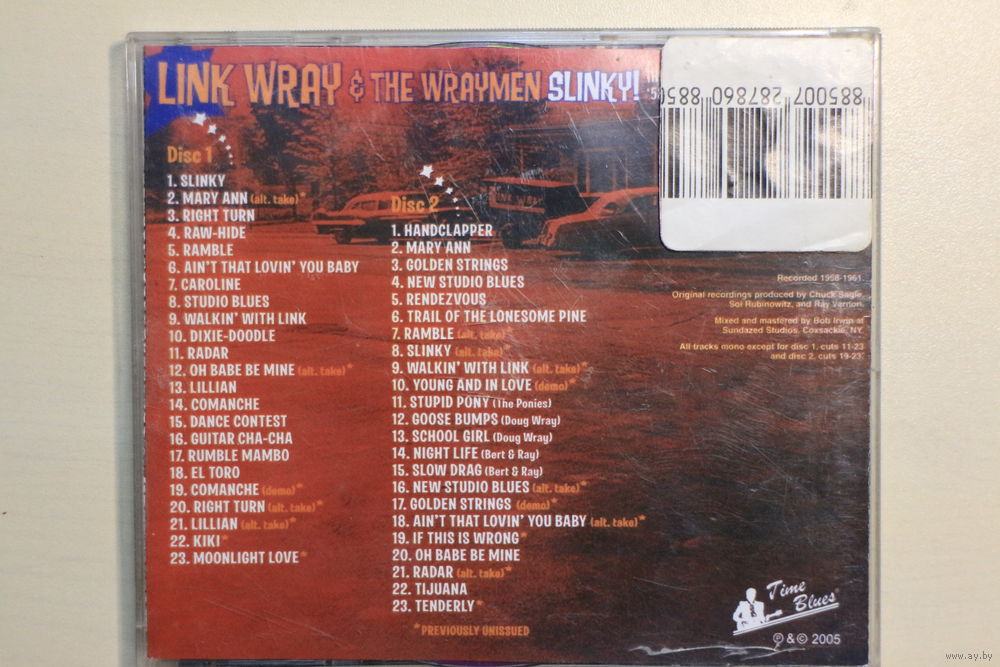 LINK WRAY & THE WRAYMEN SLINKY!
885007 287860
Disc 1
1. SLINKY
2. MARY ANN (alt. take)*
3. RIGHT TURN
4. RAW-HIDE
5. RAMBLE
6. AIN'T THAT LOVIN' YOU BABY
7. CAROLINE
8. STUDIO BLUES
9. WALKIN' WITH LINK
10. DIXIE-DOODLE
11. RADAR
12. OH BABE BE MINE (alt. take)*
13. LILLIAN
14. COMANCHE
15. DANCE CONTEST
16. GUITAR CHA-CHA
17. RUMBLE MAMBO
18. EL TORO
19. COMANCHE (demo)*
20. RIGHT TURN (alt. take)*
21. LILLIAN (alt. take)*
22. KIKI*
23. MOONLIGHT LOVE*
Disc 2
1. HANDCLAPPER
2. MARY ANN
3. GOLDEN STRINGS
4. NEW STUDIO BLUES
5. RENDEZVOUS
6. TRAIL OF THE LONESOME PINE
7. RAMBLE (alt. take)*
8. SLINKY (alt. take)*
9. WALKIN' WITH LINK (alt. take)*
10. YOUNG AND IN LOVE (demo)*
11. STUPID PONY (The Ponies)
12. GOOSE BUMPS (Doug Wray)
13. SCHOOL GIRL (Doug Wray)
14. NIGHT LIFE (Bert & Ray)
15. SLOW DRAG (Bert & Ray)
16. NEW STUDIO BLUES (alt. take)*
17. GOLDEN STRINGS (demo)*
18. AIN'T THAT LOVIN' YOU BABY (alt. take)*
19. IF THIS IS WRONG*
20. OH BABE BE MINE
21. RADAR (alt. take)*
22. TIJUANA
23. TENDERLY*
*PREVIOUSLY UNISSUED
LINK WRAY
Recorded 1958-1961.
Original recordings produced by Chuck Sagle,
Sol Rubinowitz, and Ray Vernon.
Mixed and mastered by Bob Irwin at
Sundazed Studios, Coxsackie, NY.
All tracks mono except for disc 1, cuts 11-23
and disc 2, cuts 19-23.
Time
Blues
℗ & © 2005
www.ay.by